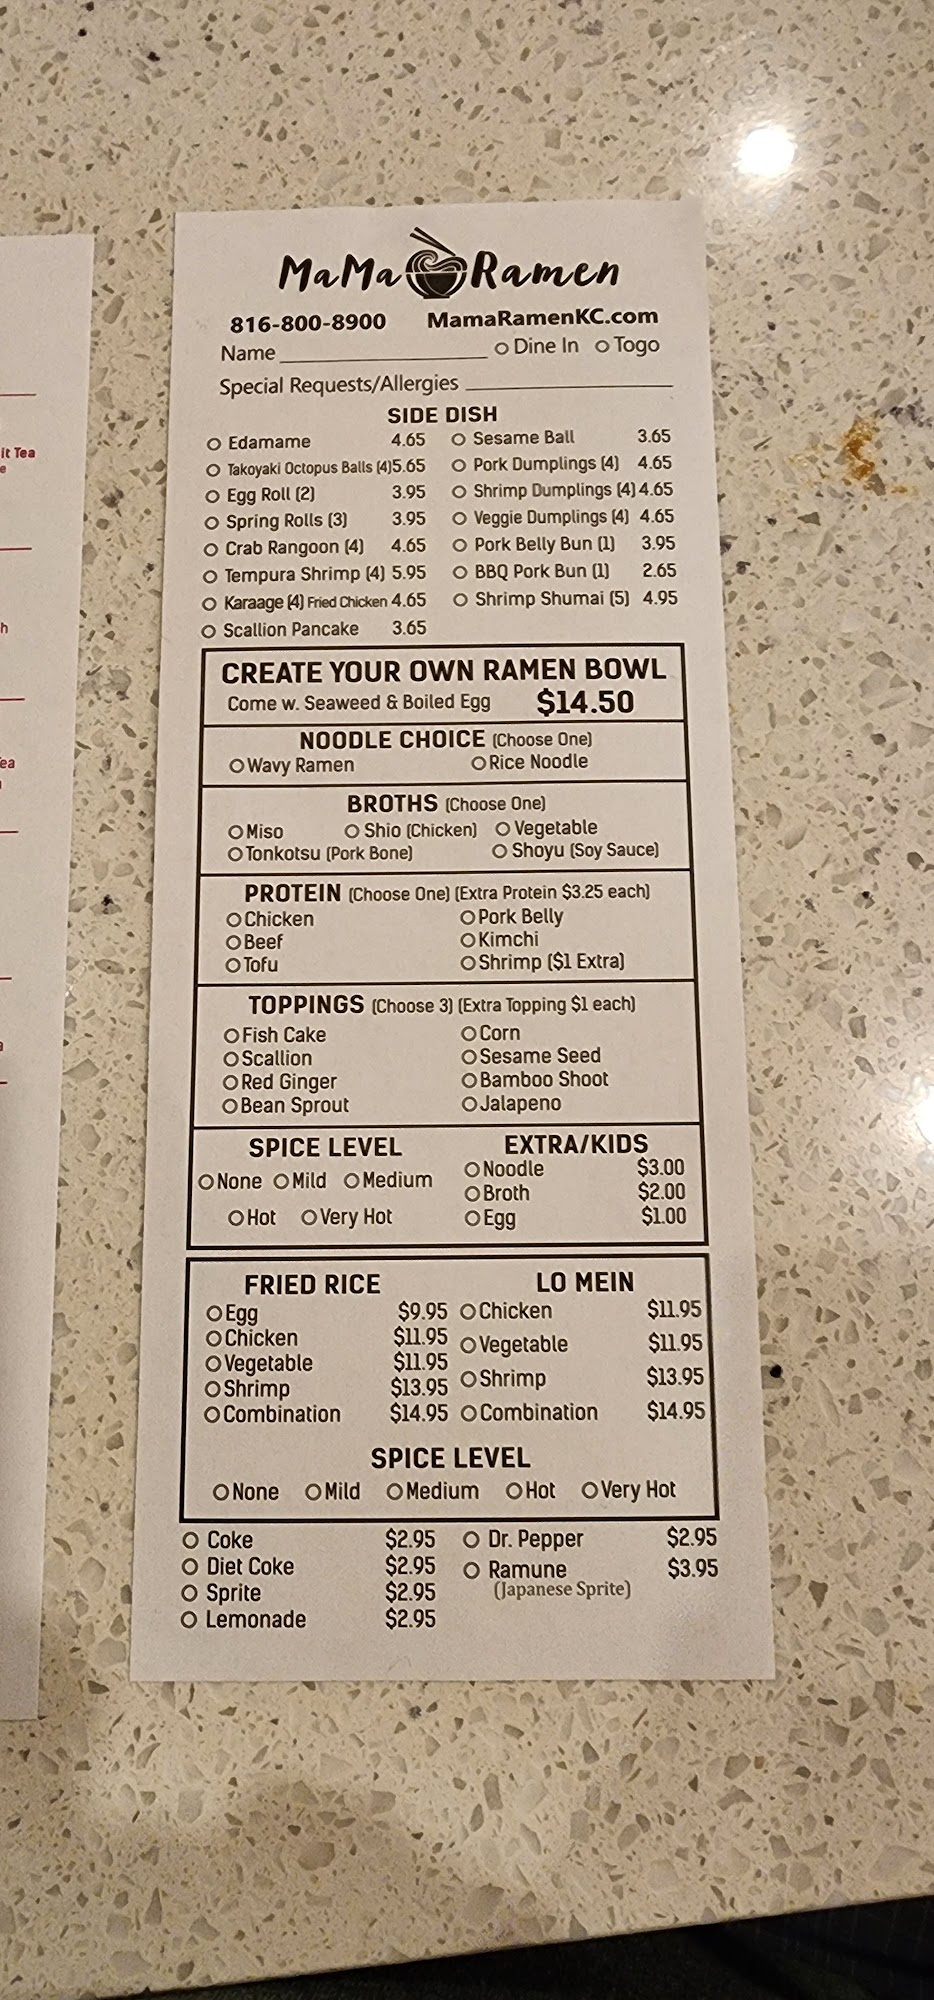 MaMa Ramen
816-800-8900 MamaRamenKC.com
Name ○ Dine In ○ Togo
Special Requests/Allergies
SIDE DISH
○ Edamame 4.65 ○ Sesame Ball 3.65
○ Takoyaki Octopus Balls (4) 5.65 ○ Pork Dumplings (4) 4.65
○ Egg Roll (2) 3.95 ○ Shrimp Dumplings (4) 4.65
○ Spring Rolls (3) 3.95 ○ Veggie Dumplings (4) 4.65
○ Crab Rangoon (4) 4.65 ○ Pork Belly Bun (1) 3.95
○ Tempura Shrimp (4) 5.95 ○ BBQ Pork Bun (1) 2.65
○ Karaage (4) Fried Chicken 4.65 ○ Shrimp Shumai (5) 4.95
○ Scallion Pancake 3.65
CREATE YOUR OWN RAMEN BOWL
Come w. Seaweed & Boiled Egg $14.50
NOODLE CHOICE (Choose One)
○ Wavy Ramen ○ Rice Noodle
BROTHS (Choose One)
○ Miso ○ Shio (Chicken) ○ Vegetable
○ Tonkotsu (Pork Bone) ○ Shoyu (Soy Sauce)
PROTEIN (Choose One) (Extra Protein $3.25 each)
○ Chicken ○ Pork Belly
○ Beef ○ Kimchi
○ Tofu ○ Shrimp ($1 Extra)
TOPPINGS (Choose 3) (Extra Topping $1 each)
○ Fish Cake ○ Corn
○ Scallion ○ Sesame Seed
○ Red Ginger ○ Bamboo Shoot
○ Bean Sprout ○ Jalapeno
SPICE LEVEL EXTRA/KIDS
○ None ○ Mild ○ Medium ○ Noodle $3.00
○ Broth $2.00
○ Hot ○ Very Hot ○ Egg $1.00
FRIED RICE LO MEIN
○ Egg $9.95 ○ Chicken $11.95
○ Chicken $11.95 ○ Vegetable $11.95
○ Vegetable $11.95
○ Shrimp $13.95 ○ Shrimp $13.95
○ Combination $14.95 ○ Combination $14.95
SPICE LEVEL
○ None ○ Mild ○ Medium ○ Hot ○ Very Hot
○ Coke $2.95 ○ Dr. Pepper $2.95
○ Diet Coke $2.95 ○ Ramune $3.95
○ Sprite $2.95 (Japanese Sprite)
○ Lemonade $2.95
it Tea